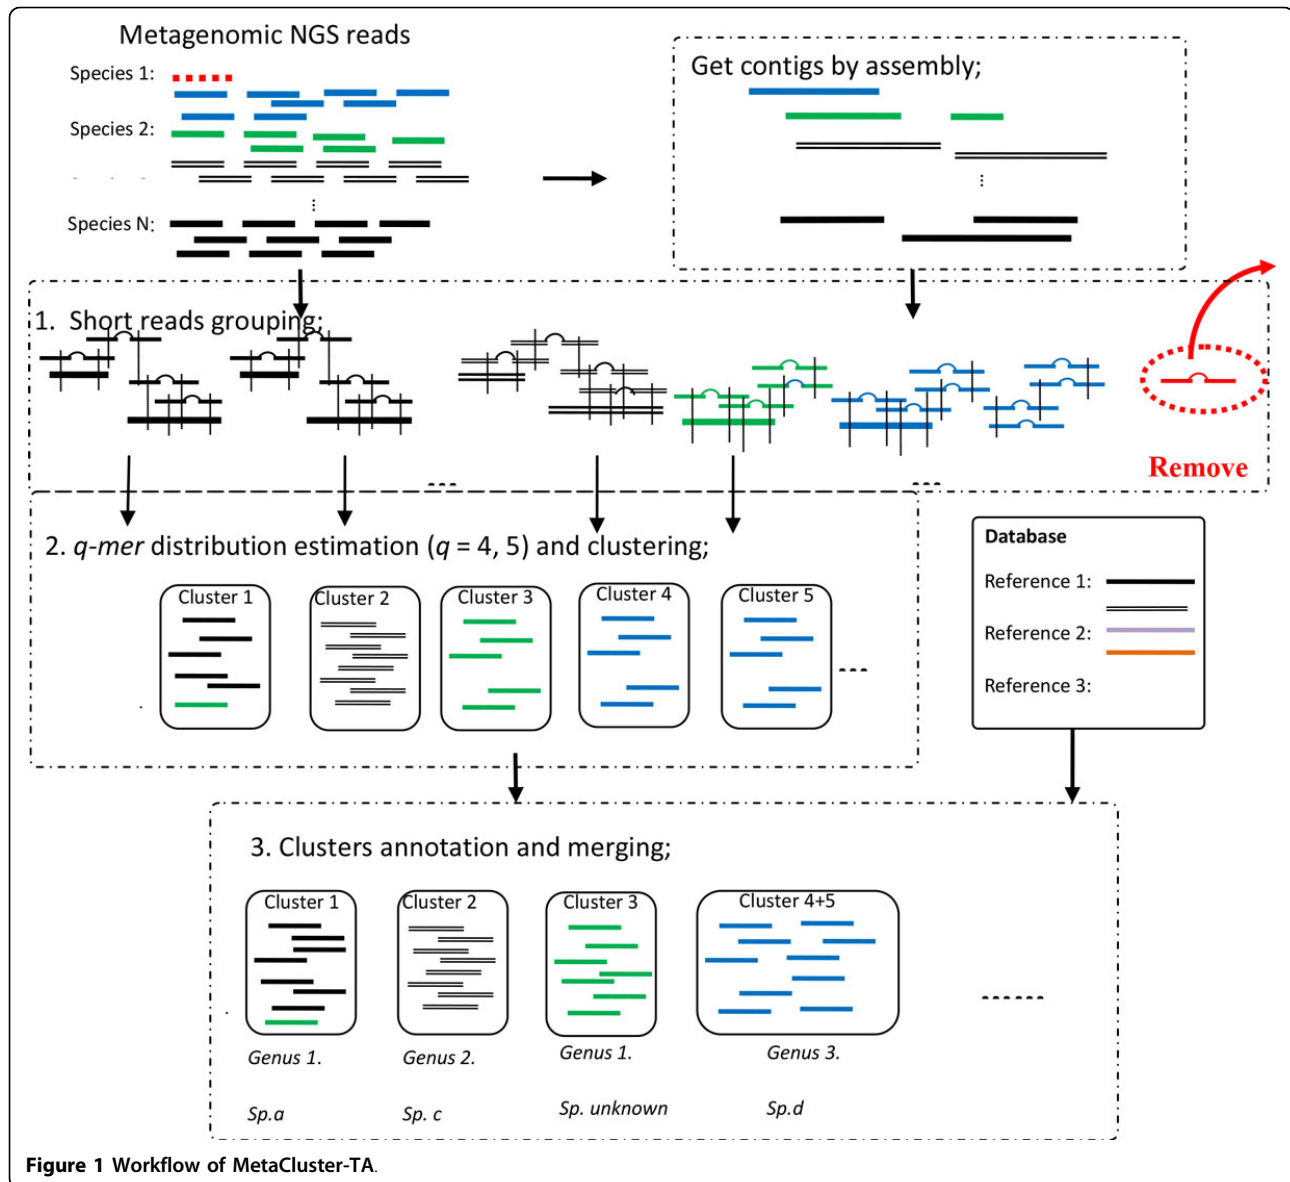 Metagenomic NGS reads
Species 1:
Species 2:
Species N:
Get contigs by assembly;
1. Short reads grouping;
Remove
2. q-mer distribution estimation (q = 4, 5) and clustering;
Cluster 1
Cluster 2
Cluster 3
Cluster 4
Cluster 5
Database
Reference 1:
Reference 2:
Reference 3:
3. Clusters annotation and merging;
Cluster 1
Cluster 2
Cluster 3
Cluster 4+5
Genus 1.
Genus 2.
Genus 1.
Genus 3.
Sp.a
Sp. c
Sp. unknown
Sp.d
Figure 1 Workflow of MetaCluster-TA.